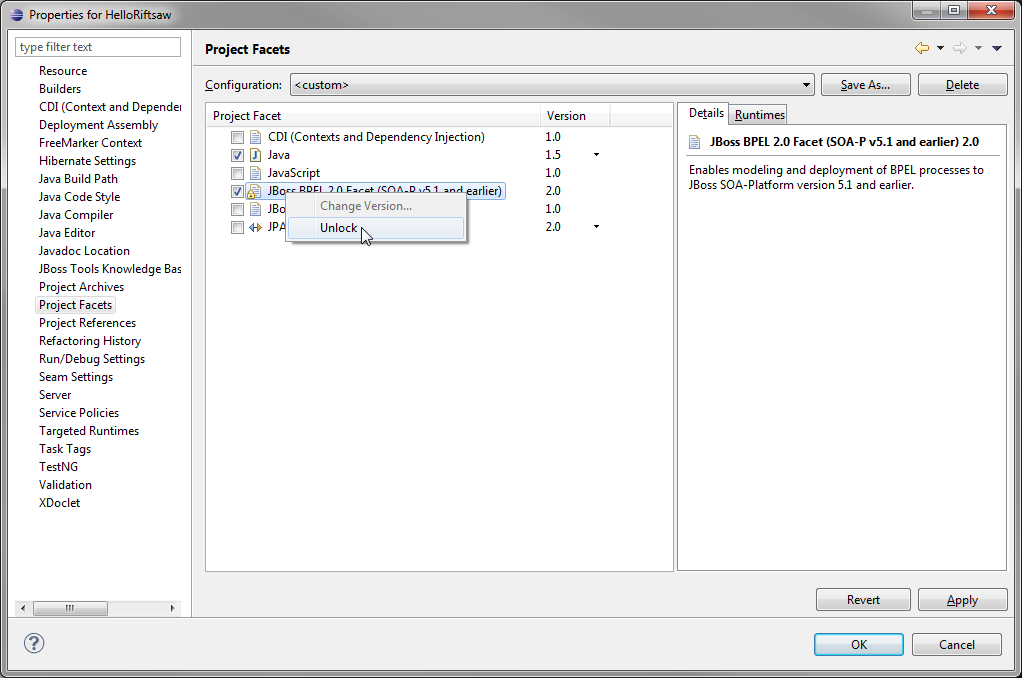 Properties for HelloRiftsaw
type filter text
Resource
Builders
CDI (Context and Depender
Deployment Assembly
FreeMarker Context
Hibernate Settings
Java Build Path
Java Code Style
Java Compiler
Java Editor
Javadoc Location
JBoss Tools Knowledge Bas
Project Archives
Project Facets
Project References
Refactoring History
Run/Debug Settings
Seam Settings
Server
Service Policies
Targeted Runtimes
Task Tags
TestNG
Validation
XDoclet
Project Facets
Configuration: <custom> Save As... Delete
Project Facet Version
CDI (Contexts and Dependency Injection) 1.0
Java 1.5
JavaScript 1.0
JBoss BPEL 2.0 Facet (SOA-P v5.1 and earlier) 2.0
JBo 1.0
JPA 2.0
Change Version...
Unlock
Details Runtimes
JBoss BPEL 2.0 Facet (SOA-P v5.1 and earlier) 2.0
Enables modeling and deployment of BPEL processes to
JBoss SOA-Platform version 5.1 and earlier.
Revert Apply
OK Cancel